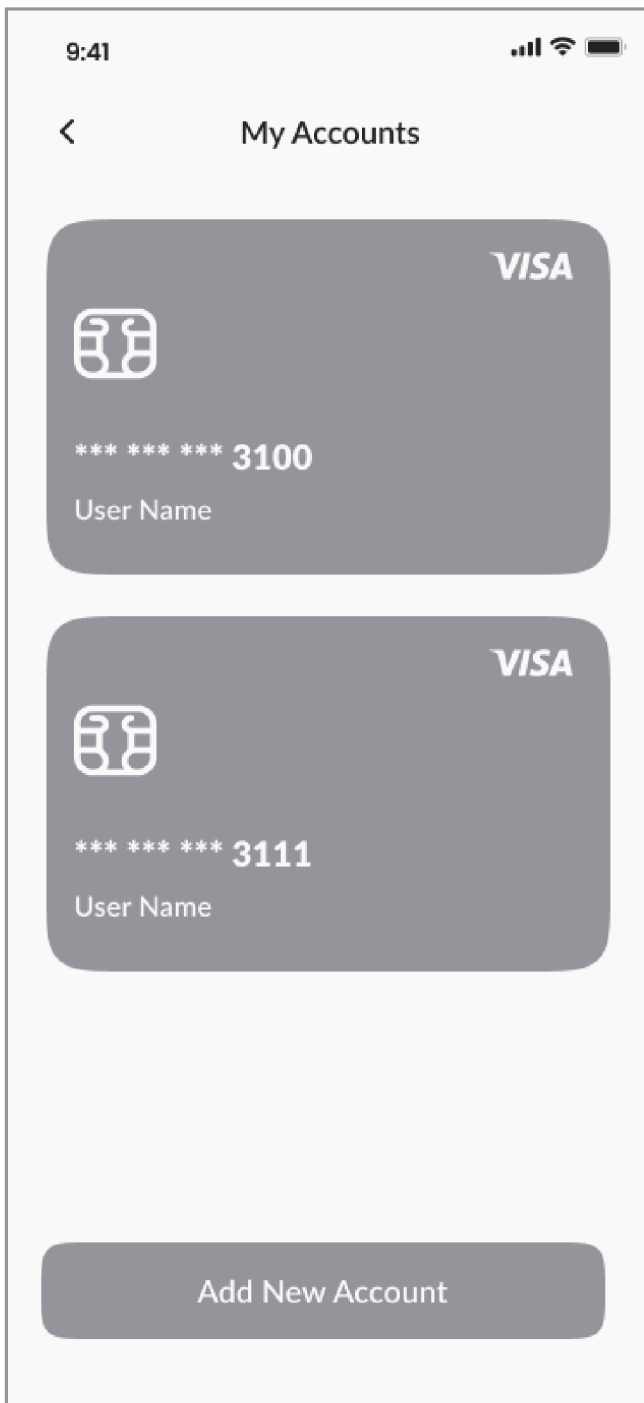 9:41
My Accounts
VISA
*** *** *** 3100
User Name
VISA
*** *** *** 3111
User Name
Add New Account